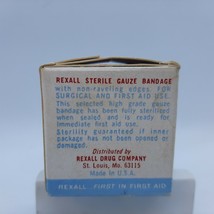 REXALL STERILE GAUZE BANDAGE
with non-raveling edges. FOR
SURGICAL AND FIRST AID USE.
This selected high grade gauze
bandage has been fully sterilized
when sealed and is ready for
immediate first aid use.
Sterility guaranteed if inner
package has not been opened or
damaged.
Distributed by
REXALL DRUG COMPANY
St. Louis, Mo. 63115
Made in U.S.A.
REXALL...FIRST IN FIRST AID